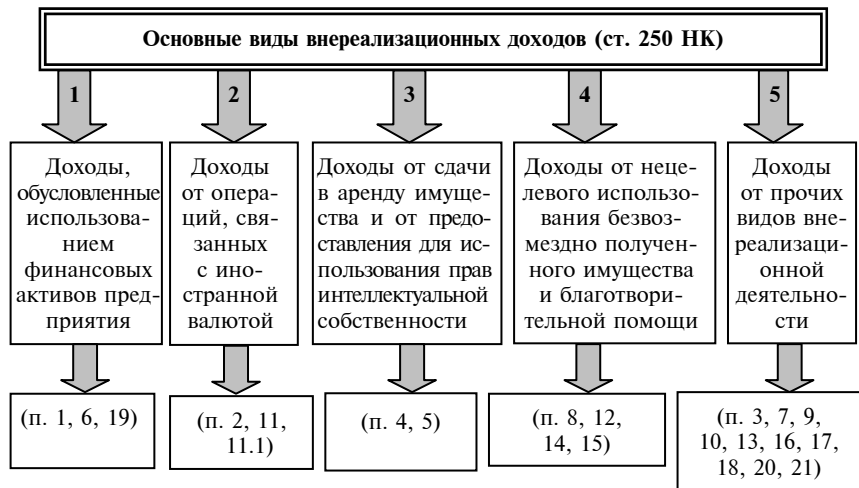 Основные виды внереализационных доходов (ст. 250 НК)
1
2
3
4
5
Доходы,
обусловленные
использова-
нием
финансовых
активов пред-
приятия
Доходы
от опера-
ций, свя-
занных
с ино-
странной
валютой
Доходы от сдачи
в аренду имуще-
ства и от предо-
ставления для ис-
пользования прав
интеллектуальной
собственности
Доходы от неце-
левого использо-
вания безвоз-
мездно получен-
ного имущества
и благотвори-
тельной помощи
Доходы
от прочих
видов вне-
реализаци-
онной
деятельно-
сти
(п. 1, 6, 19)
(п. 2, 11,
11.1)
(п. 4, 5)
(п. 8, 12,
14, 15)
(п. 3, 7, 9,
10, 13, 16, 17,
18, 20, 21)